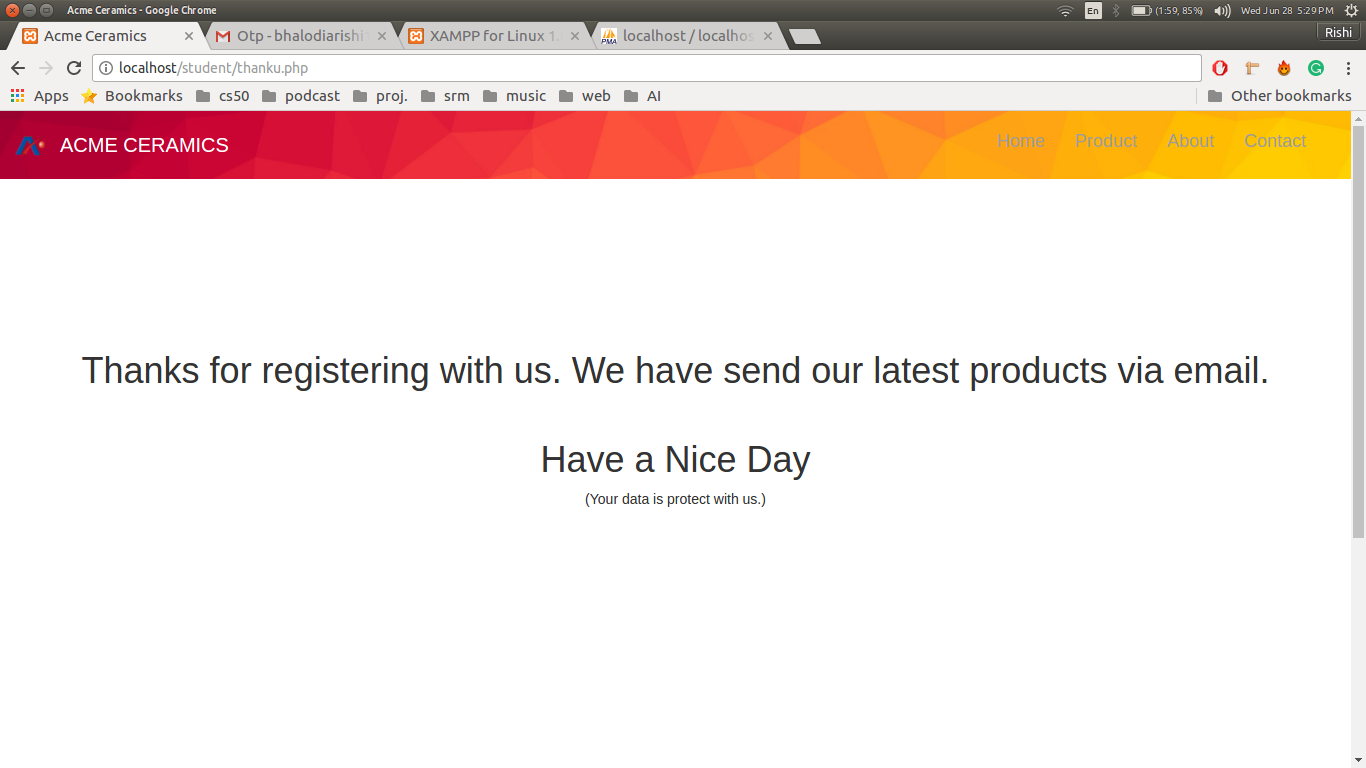 Acme Ceramics - Google Chrome
En (1:59, 85%) Wed Jun 28 5:29 PM
Acme Ceramics
Otp - bhalodiarishi
XAMPP for Linux 1.
localhost / localhos
Rishi
localhost/student/thanku.php
Apps Bookmarks cs50 podcast proj. srm music web AI Other bookmarks
ACME CERAMICS
Home Product About Contact
Thanks for registering with us. We have send our latest products via email.
Have a Nice Day
(Your data is protect with us.)